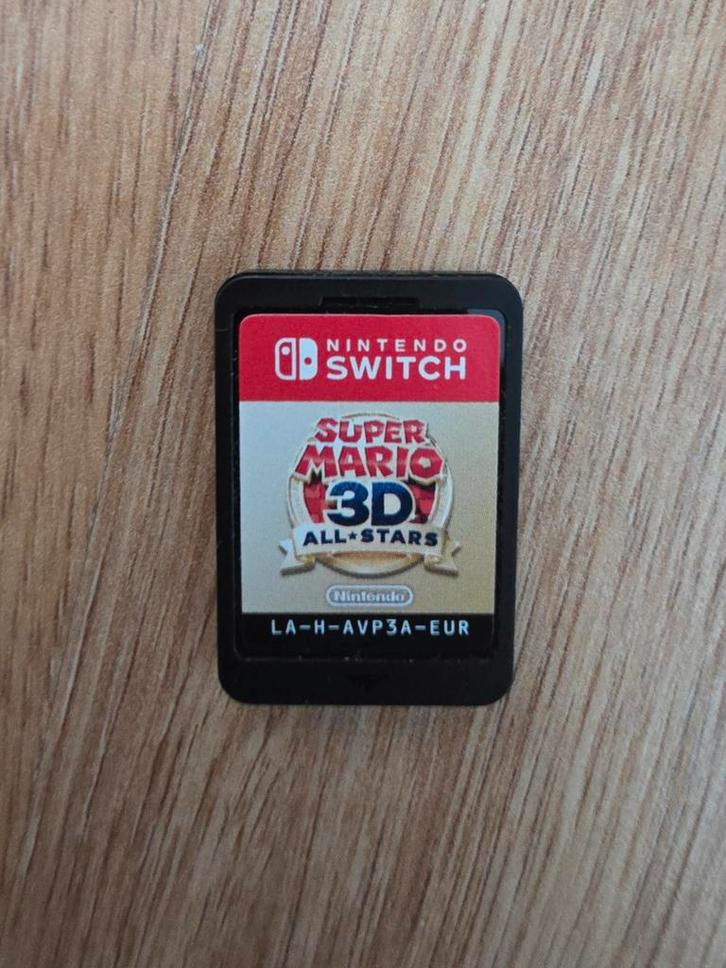 NINTENDO
SWITCH
SUPER
MARIO
3D
ALL★STARS
Nintendo
LA-H-AVP3A-EUR